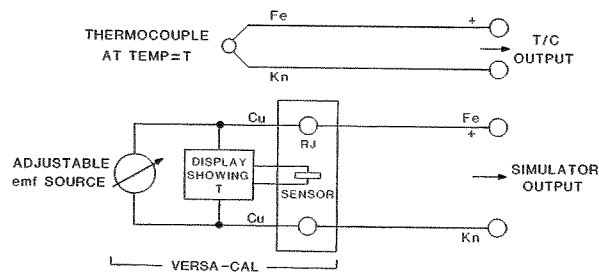 THERMOCOUPLE
AT TEMP=T
Fe
+
Kn
T/C
OUTPUT
Cu
RJ
Fe
+
ADJUSTABLE
emf SOURCE
DISPLAY
SHOWING
T
SENSOR
SIMULATOR
OUTPUT
Cu
Kn
VERSA-CAL